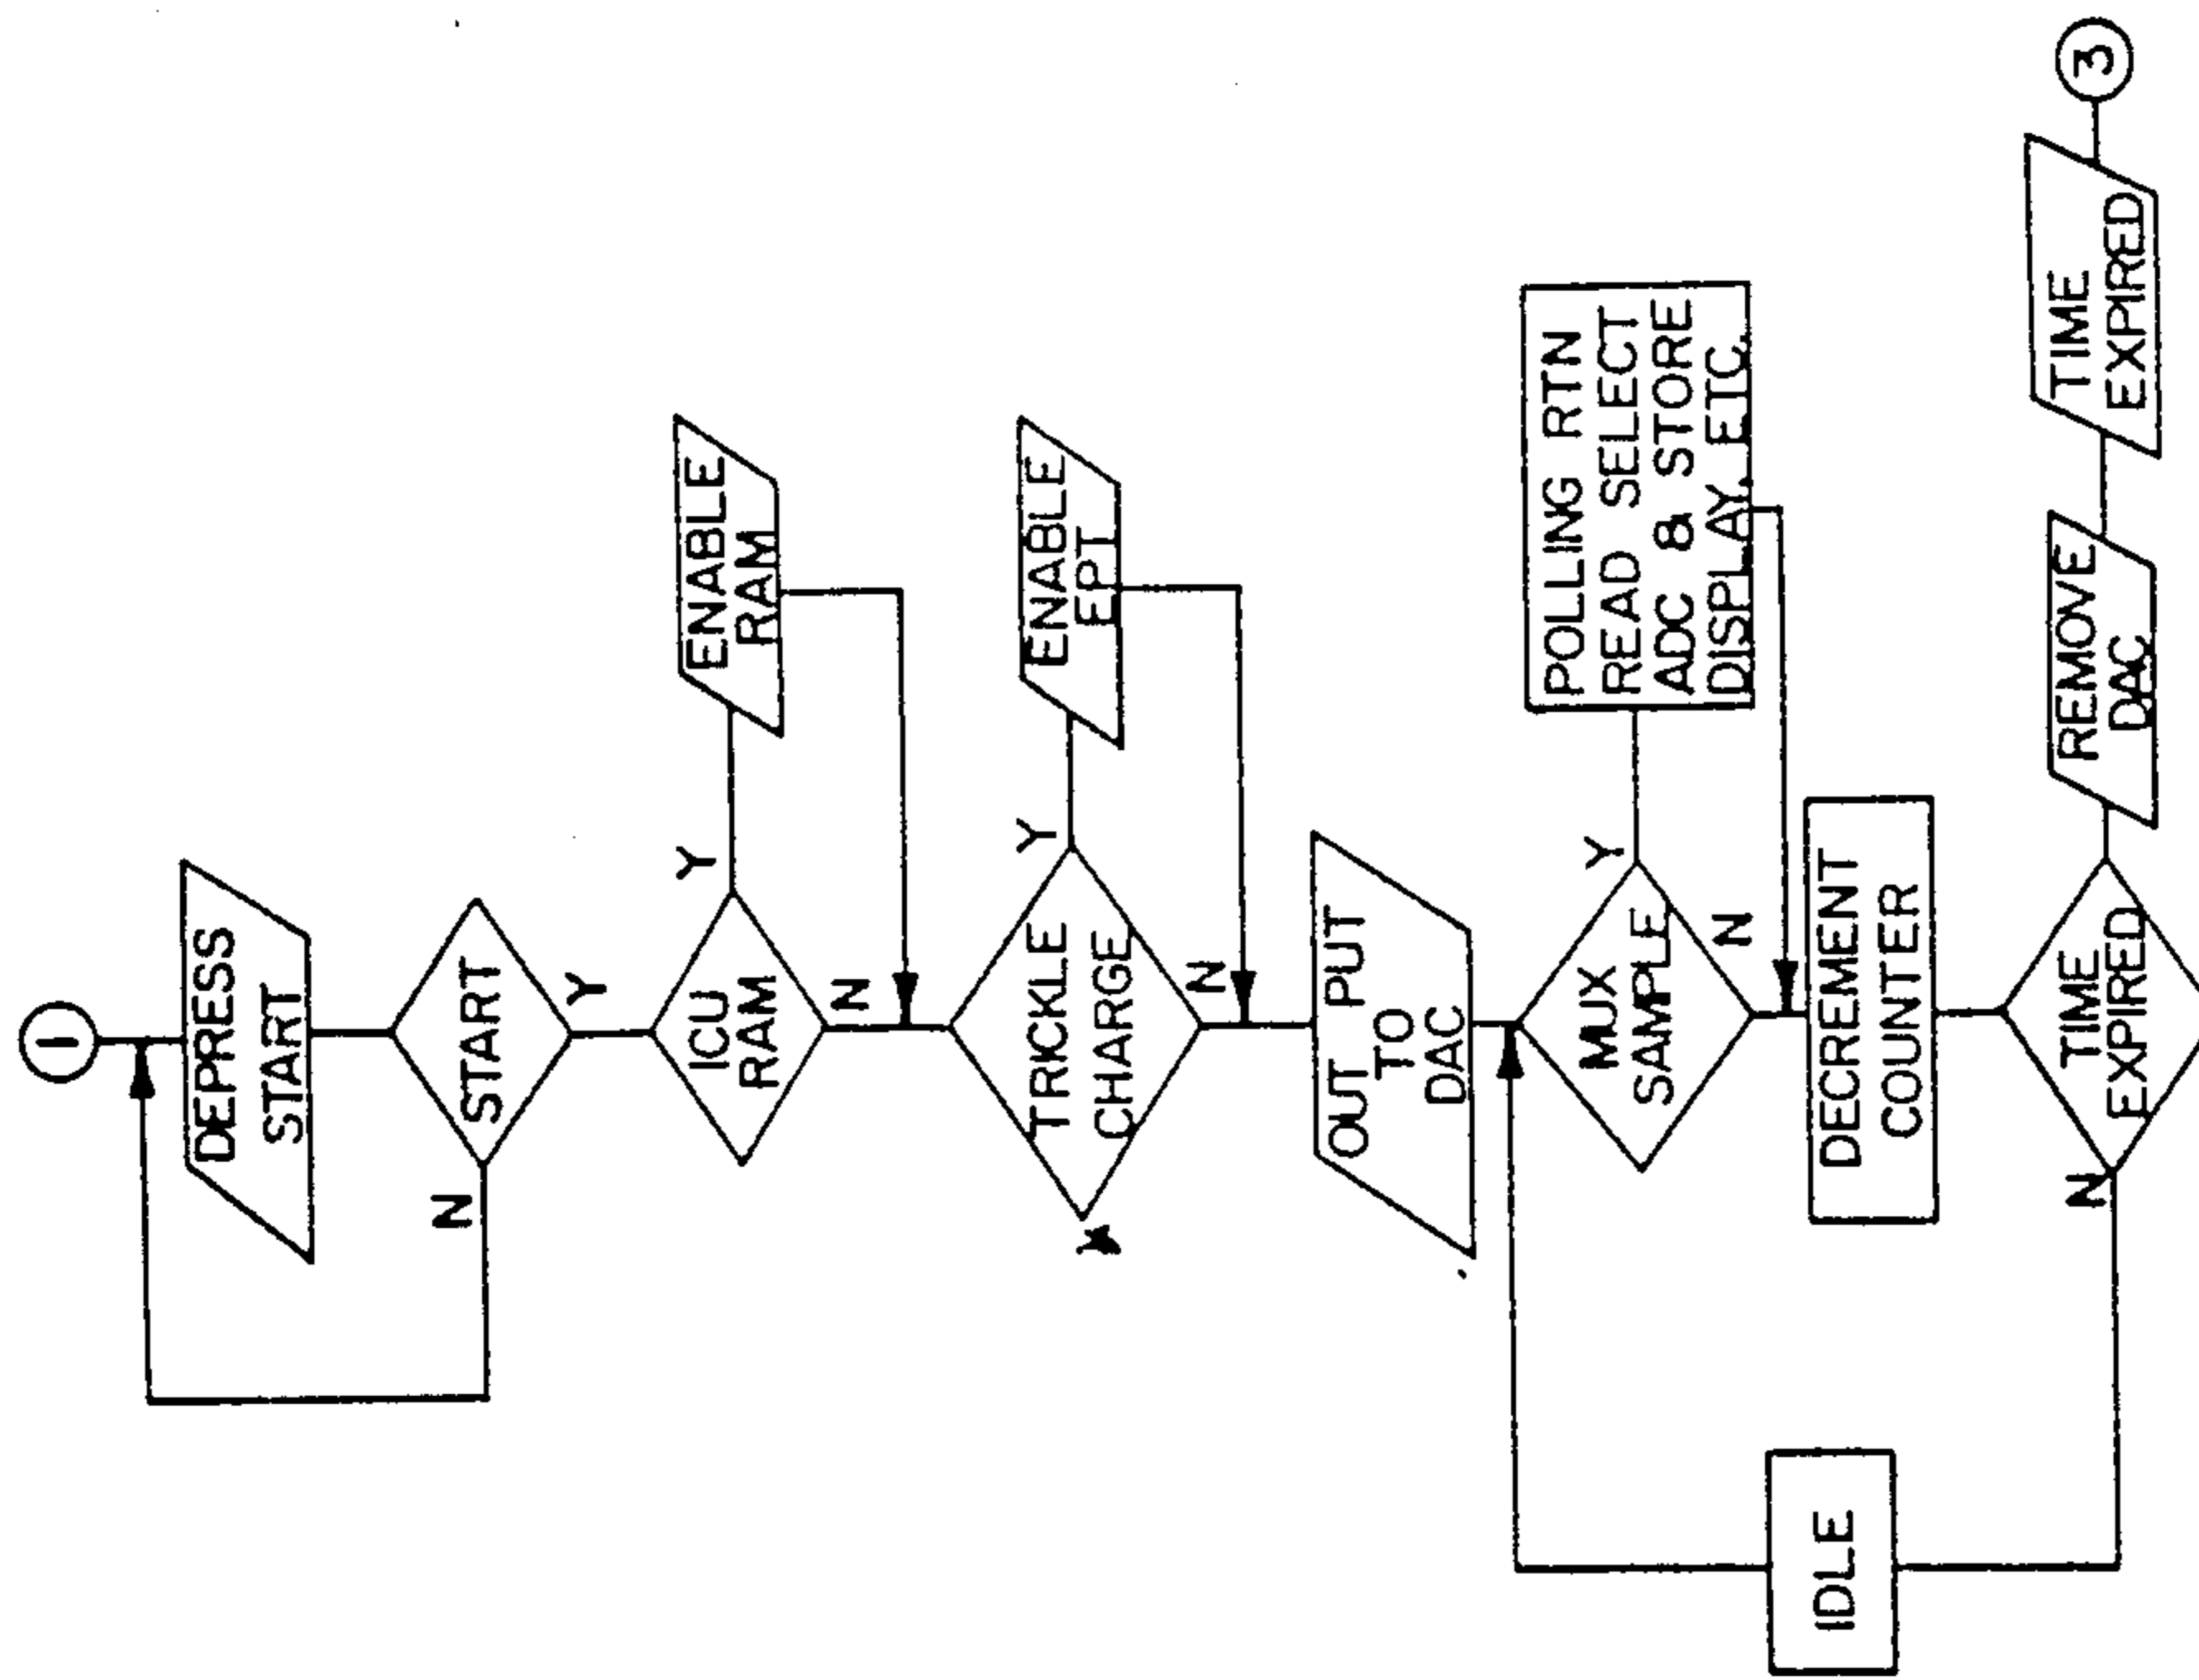 1
DEPRESS
START
START
N
Y
ICU
RAM
Y
N
ENABLE
RAM
TRICKLE
CHARGE
Y
N
ENABLE
EPT
OUT PUT
TO
DAC
MUX
SAMPLE
Y
N
POLLING RTN
READ SELECT
ADC & STORE
DISPLAY, ETC.
DECREMENT
COUNTER
IDLE
TIME
EXPIRED
N
REMOVE
DAC
TIME
EXPIRED
3